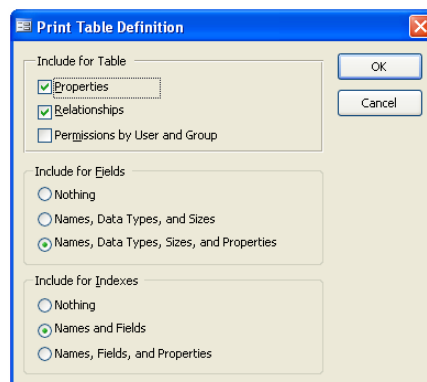 Print Table Definition
Include for Table
Properties
Relationships
Permissions by User and Group
OK
Cancel
Include for Fields
Nothing
Names, Data Types, and Sizes
Names, Data Types, Sizes, and Properties
Include for Indexes
Nothing
Names and Fields
Names, Fields, and Properties